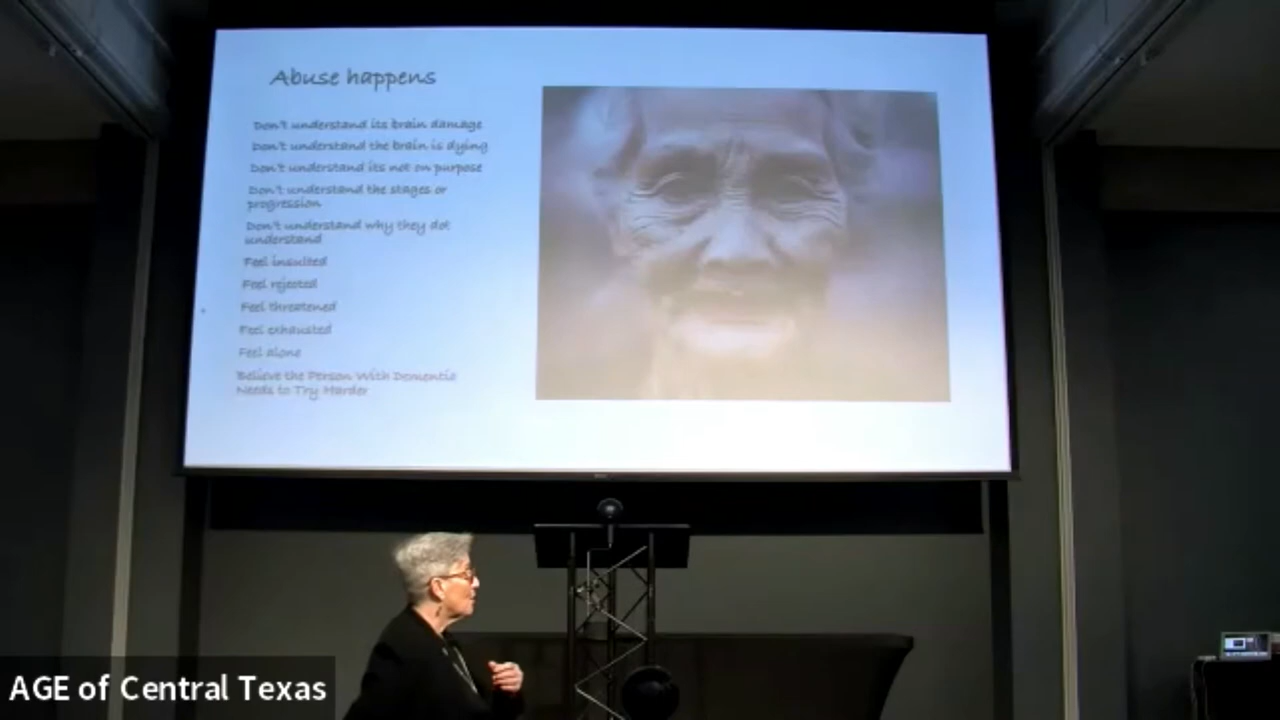 Abuse happens
Don't understand its brain damage
Don't understand the brain is dying
Don't understand its not on purpose
Don't understand the stages or
progression
Don't understand why they dot
understand
Feel insulted
Feel rejected
Feel threatened
Feel exhausted
Feel alone
Believe the Person With Dementia
Needs to Try Harder
AGE of Central Texas